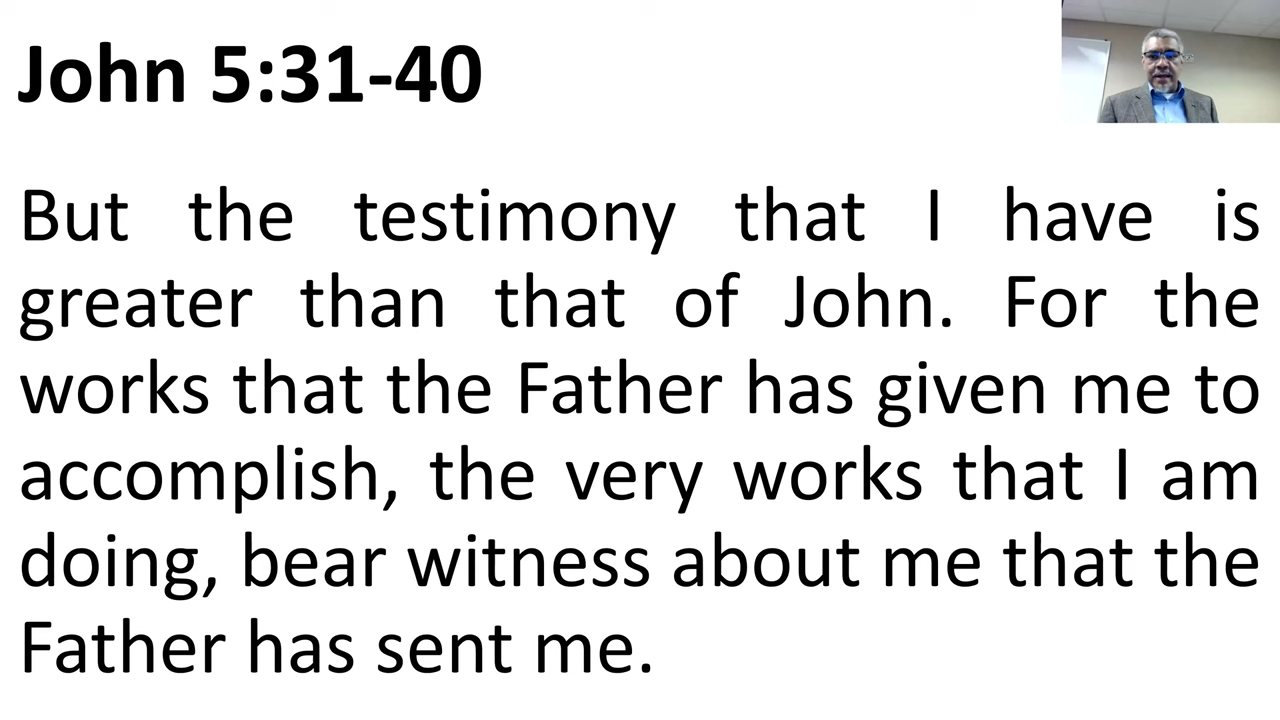 John 5:31-40
But the testimony that I have is
greater than that of John. For the
works that the Father has given me to
accomplish, the very works that I am
doing, bear witness about me that the
Father has sent me.